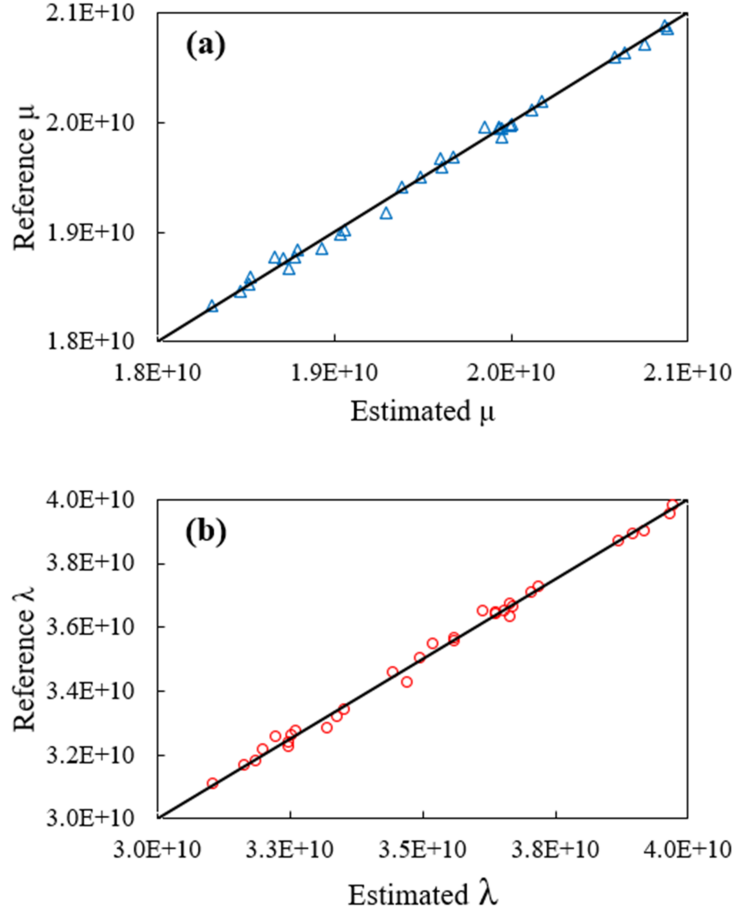 (a)
2.1E+10
2.0E+10
1.9E+10
1.8E+10
Reference μ
1.8E+10 1.9E+10 2.0E+10 2.1E+10
Estimated μ
(b)
4.0E+10
3.8E+10
3.6E+10
3.4E+10
3.2E+10
3.0E+10
Reference λ
3.0E+10 3.3E+10 3.5E+10 3.8E+10 4.0E+10
Estimated λ